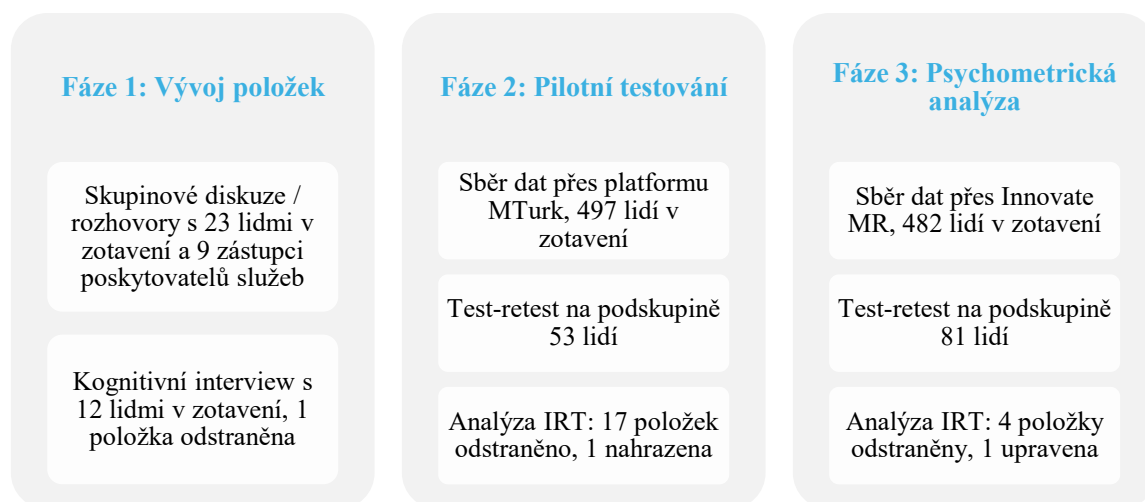 Fáze 1: Vývoj položek
Skupinové diskuze /
rozhovory s 23 lidmi v
zotavení a 9 zástupci
poskytovatelů služeb
Kognitivní interview s
12 lidmi v zotavení, 1
položka odstraněna
Fáze 2: Pilotní testování
Sběr dat přes platformu
MTurk, 497 lidí v
zotavení
Test-retest na podskupině
53 lidí
Analýza IRT: 17 položek
odstraněno, 1 nahrazena
Fáze 3: Psychometrická
analýza
Sběr dat přes Innovate
MR, 482 lidí v zotavení
Test-retest na podskupině
81 lidí
Analýza IRT: 4 položky
odstraněny, 1 upravena